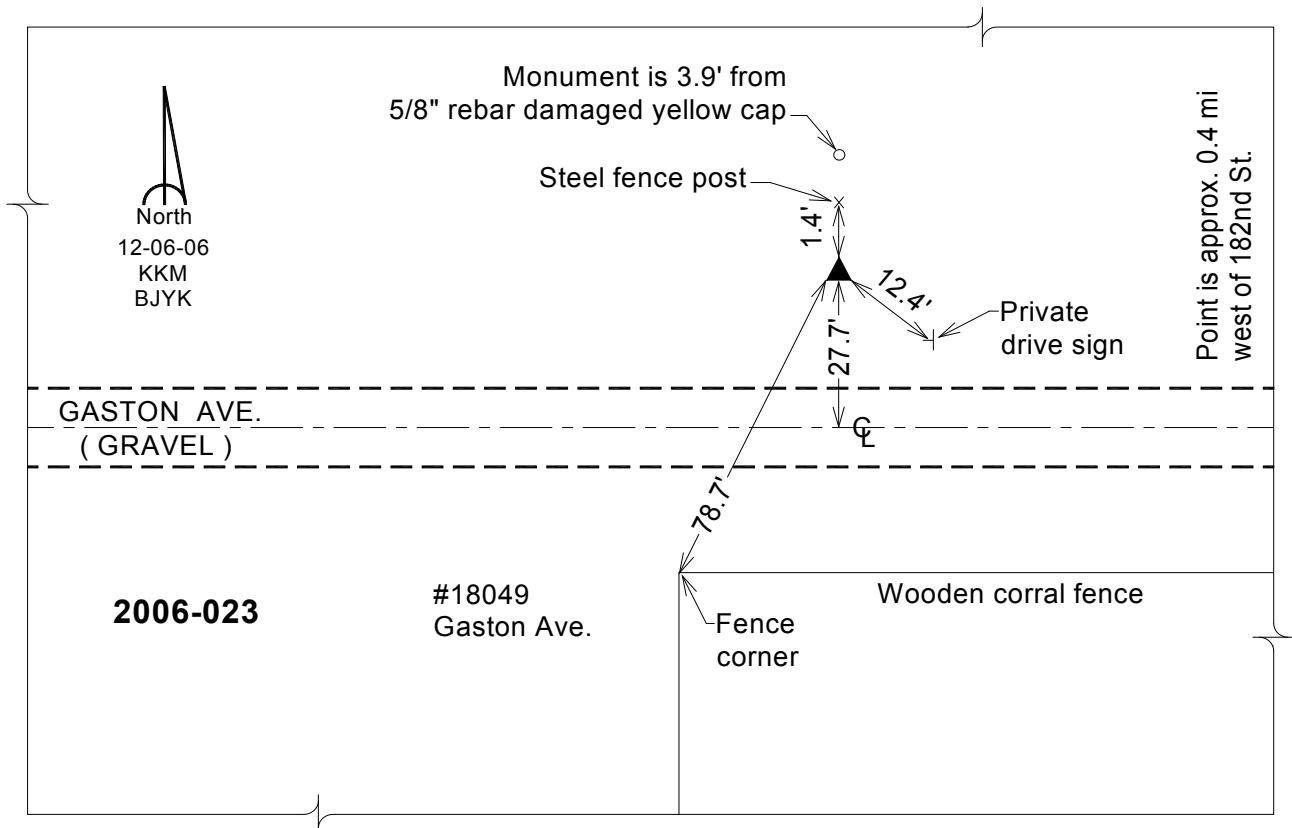 Monument is 3.9' from
5/8" rebar damaged yellow cap
Steel fence post
1.4'
12.4'
27.7'
78.7'
Private
drive sign
Point is approx. 0.4 mi
west of 182nd St.
North
12-06-06
KKM
BJYK
GASTON AVE.
( GRAVEL )
CL
2006-023
#18049
Gaston Ave.
Fence
corner
Wooden corral fence